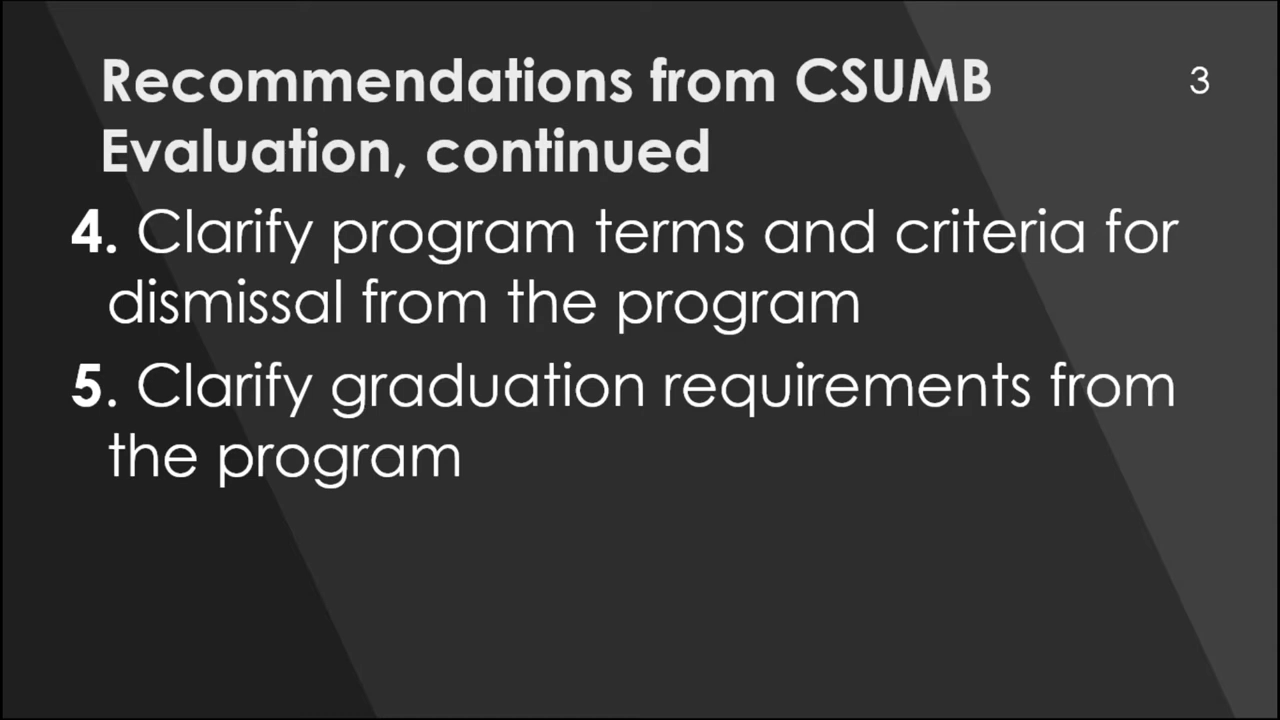 Recommendations from CSUMB
Evaluation, continued
3
4. Clarify program terms and criteria for
dismissal from the program
5. Clarify graduation requirements from
the program